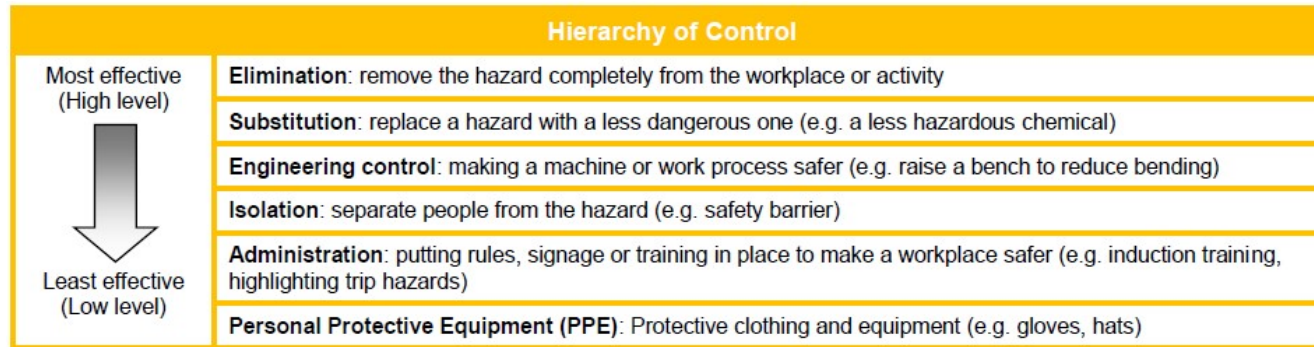 Hierarchy of Control
Most effective
(High level)
Least effective
(Low level)
Elimination: remove the hazard completely from the workplace or activity
Substitution: replace a hazard with a less dangerous one (e.g. a less hazardous chemical)
Engineering control: making a machine or work process safer (e.g. raise a bench to reduce bending)
Isolation: separate people from the hazard (e.g. safety barrier)
Administration: putting rules, signage or training in place to make a workplace safer (e.g. induction training,
highlighting trip hazards)
Personal Protective Equipment (PPE): Protective clothing and equipment (e.g. gloves, hats)